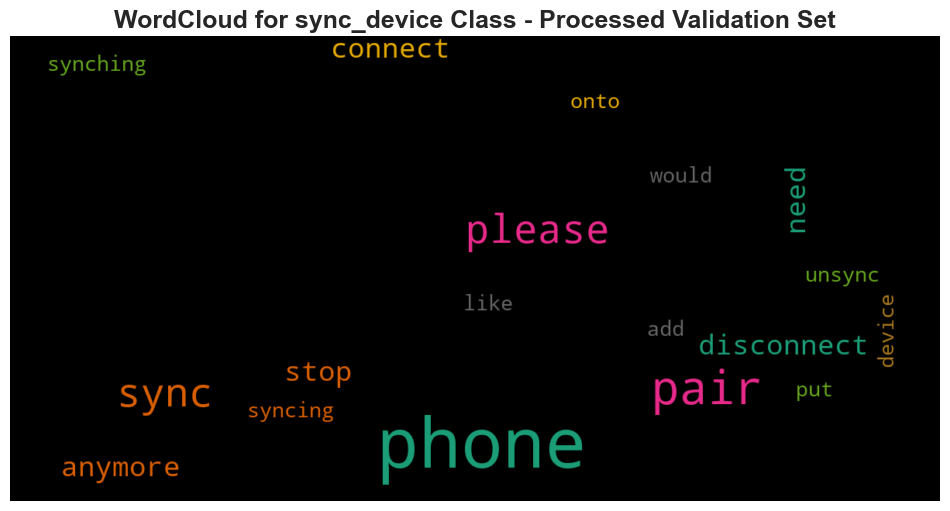 WordCloud for sync_device Class - Processed Validation Set
connect
synching
onto
would
need
please
unsync
like
device
add
disconnect
stop
pair
sync
put
syncing
phone
anymore